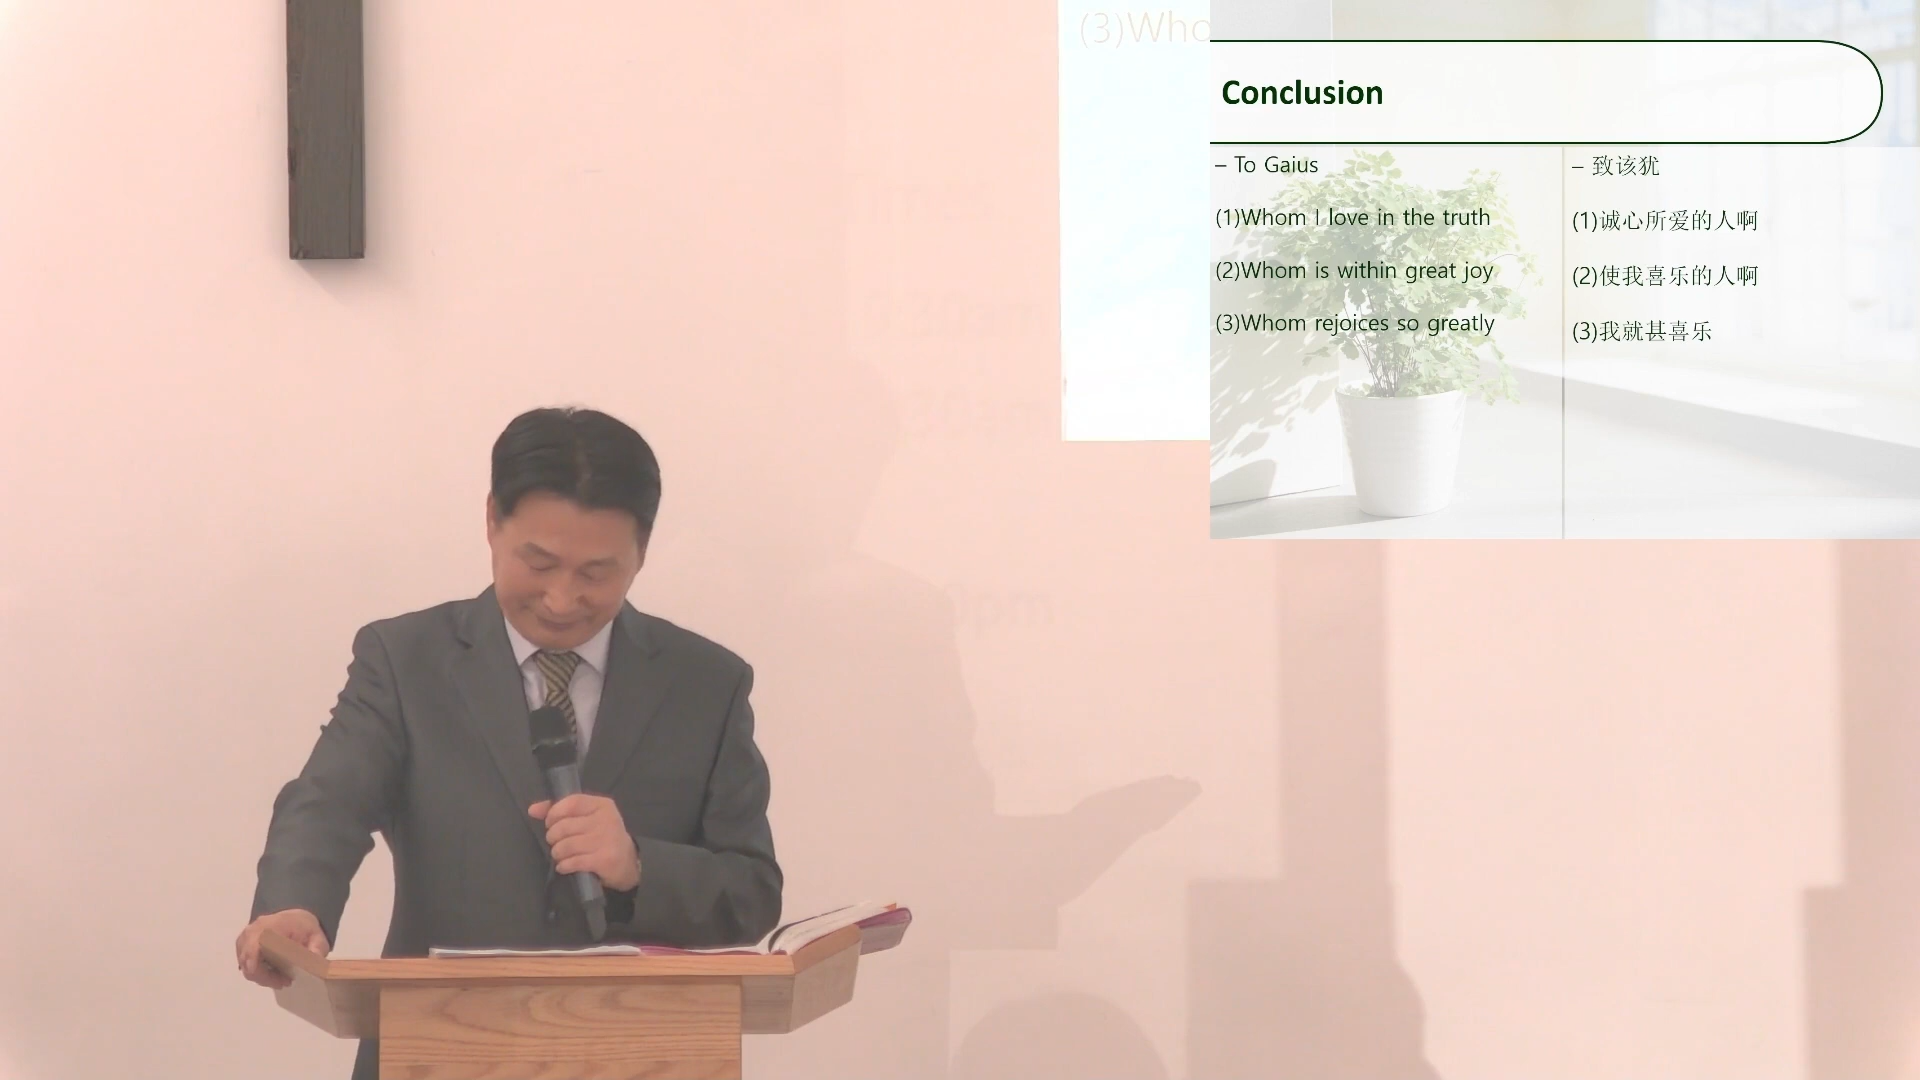 (3)Who
Conclusion
– To Gaius
(1)Whom I love in the truth
(2)Whom is within great joy
(3)Whom rejoices so greatly
– 致该犹
(1)诚心所爱的人啊
(2)使我喜乐的人啊
(3)我就甚喜乐